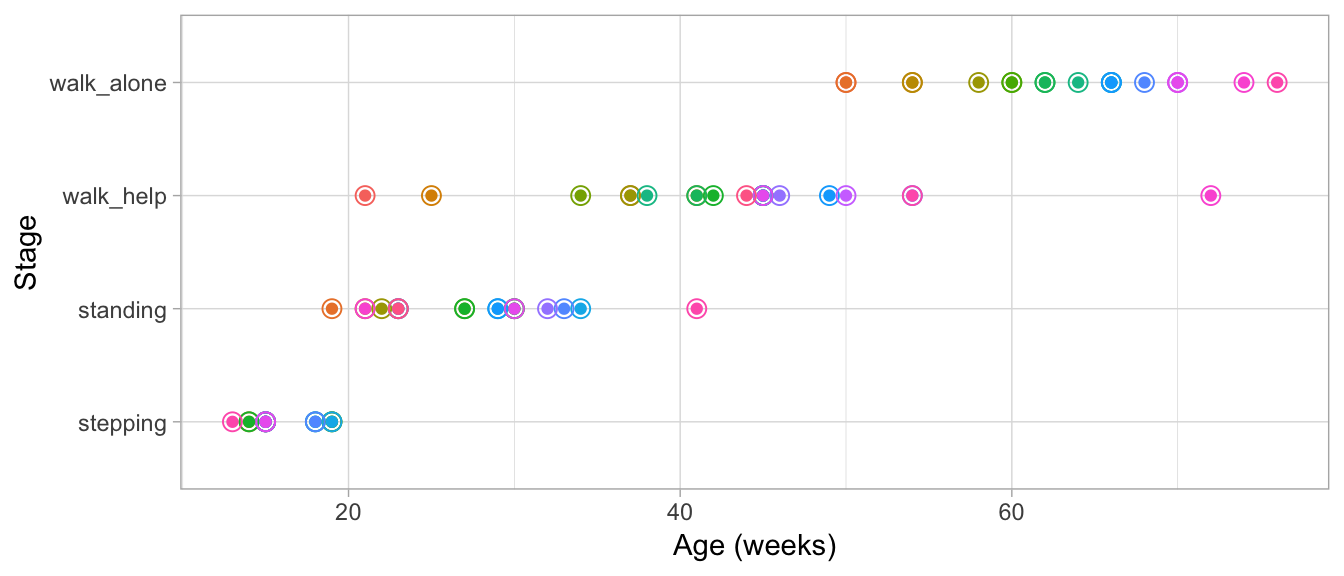 walk_alone
walk_help
standing
stepping
Stage
20 40 60
Age (weeks)